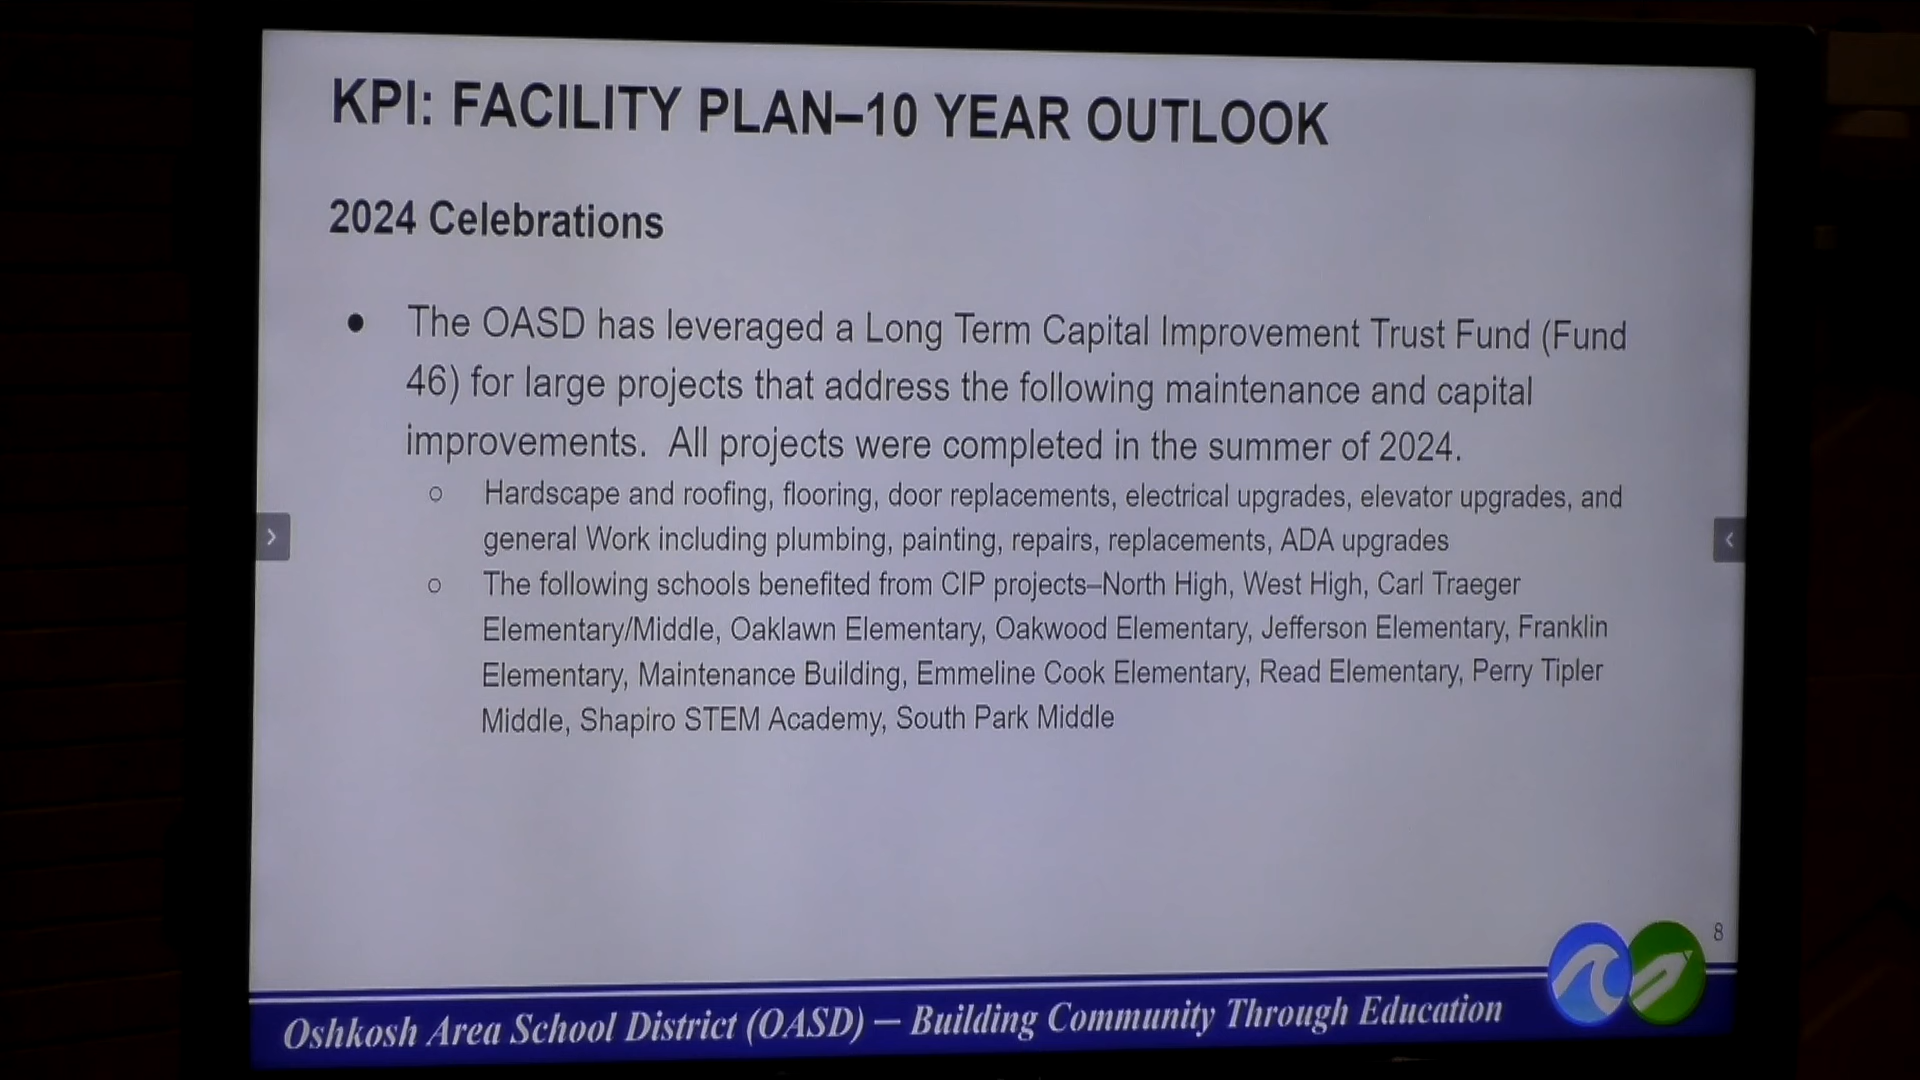 KPI: FACILITY PLAN–10 YEAR OUTLOOK
2024 Celebrations
● The OASD has leveraged a Long Term Capital Improvement Trust Fund (Fund
46) for large projects that address the following maintenance and capital
improvements.  All projects were completed in the summer of 2024.
○ Hardscape and roofing, flooring, door replacements, electrical upgrades, elevator upgrades, and
general Work including plumbing, painting, repairs, replacements, ADA upgrades
○ The following schools benefited from CIP projects–North High, West High, Carl Traeger
Elementary/Middle, Oaklawn Elementary, Oakwood Elementary, Jefferson Elementary, Franklin
Elementary, Maintenance Building, Emmeline Cook Elementary, Read Elementary, Perry Tipler
Middle, Shapiro STEM Academy, South Park Middle
8
Oshkosh Area School District (OASD) — Building Community Through Education